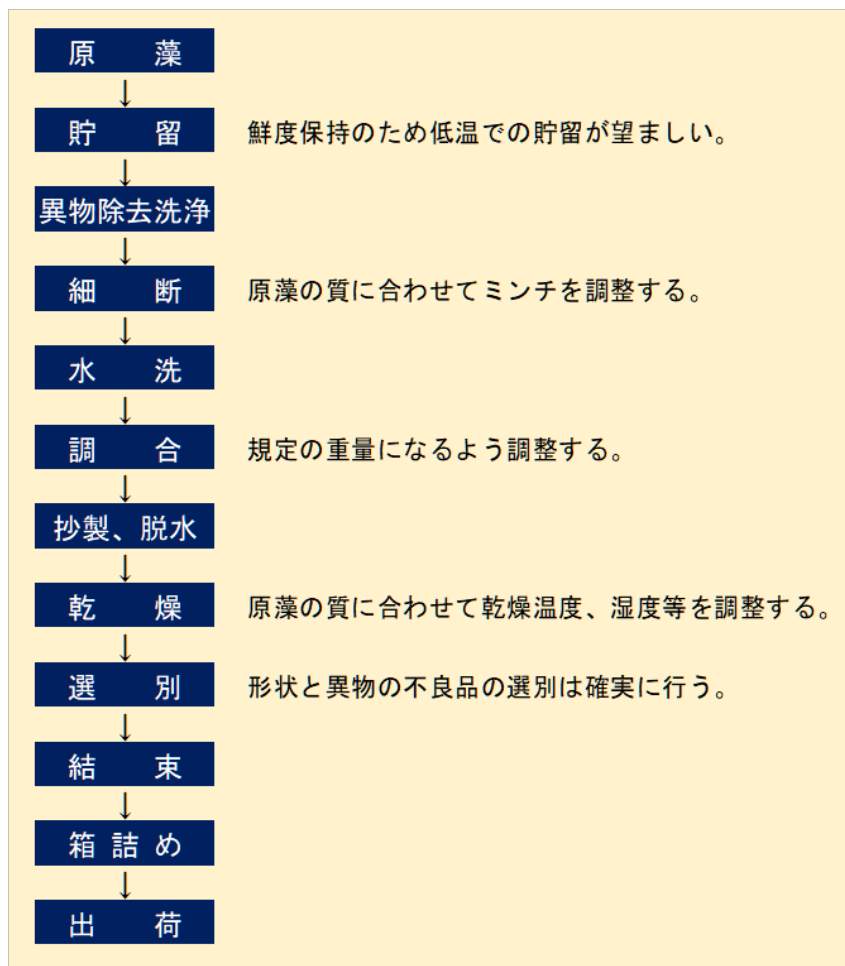 原　　藻
↓
貯　　留　鮮度保持のため低温での貯留が望ましい。
↓
異物除去洗浄
↓
細　　断　原藻の質に合わせてミンチを調整する。
↓
水　　洗
↓
調　　合　規定の重量になるよう調整する。
↓
抄製、脱水
↓
乾　　燥　原藻の質に合わせて乾燥温度、湿度等を調整する。
↓
選　　別　形状と異物の不良品の選別は確実に行う。
↓
結　　束
↓
箱 詰 め
↓
出　　荷